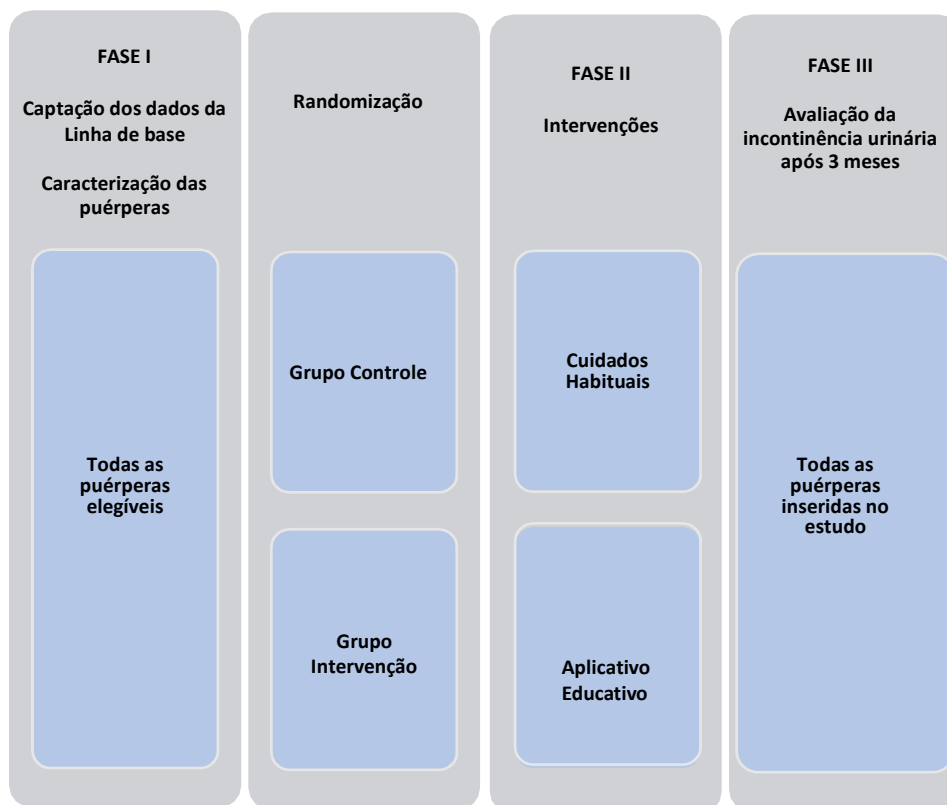 FASE I
Captação dos dados da
Linha de base
Caracterização das
puérperas
Todas as
puérperas
elegíveis
Randomização
Grupo Controle
Grupo
Intervenção
FASE II
Intervenções
Cuidados
Habituais
Aplicativo
Educativo
FASE III
Avaliação da
incontinência urinária
após 3 meses
Todas as
puérperas
inseridas no
estudo